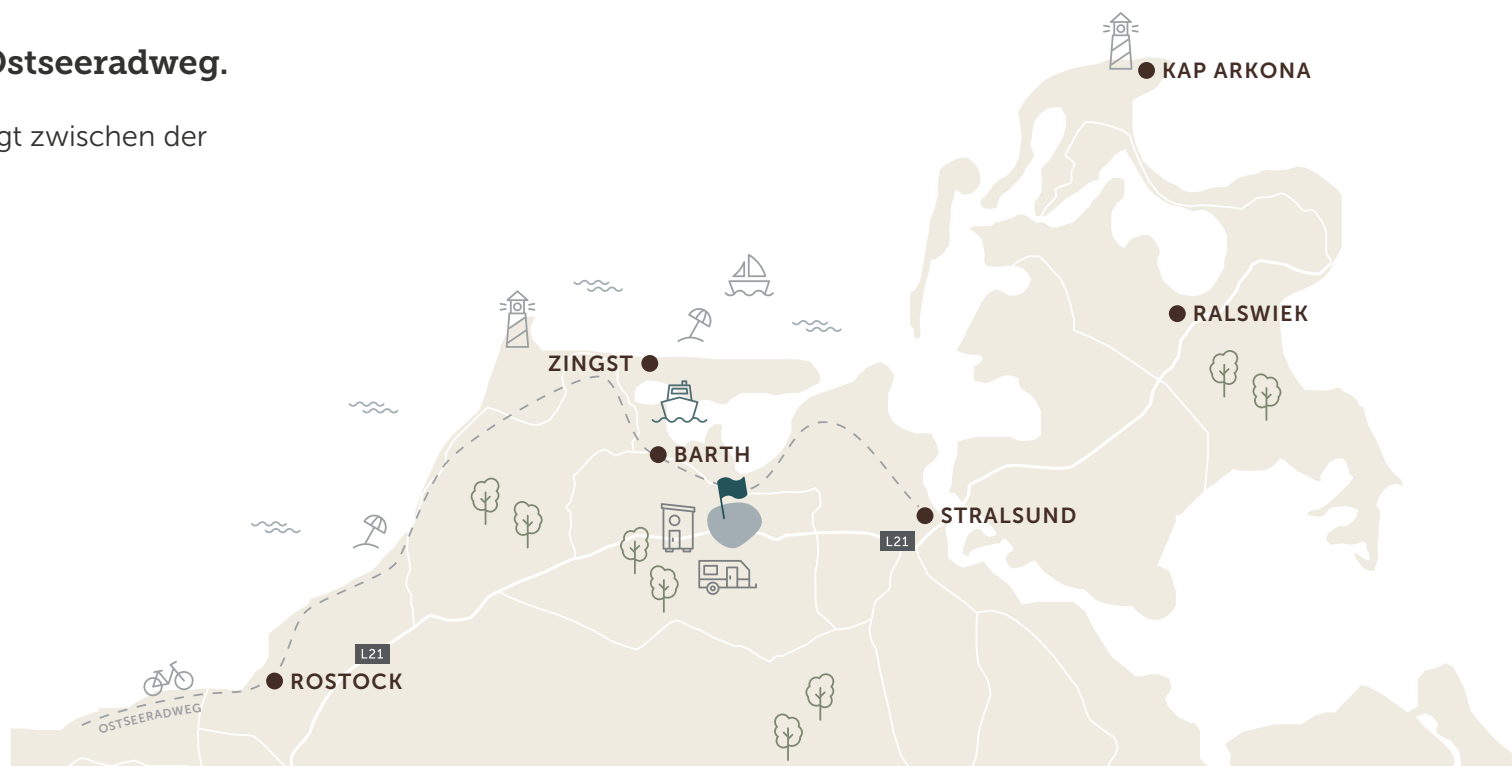 Ostseeradweg.
gt zwischen der
KAP ARKONA
RALSWIEK
ZINGST
BARTH
STRALSUND
L21
L21
ROSTOCK
OSTSEERADWEG